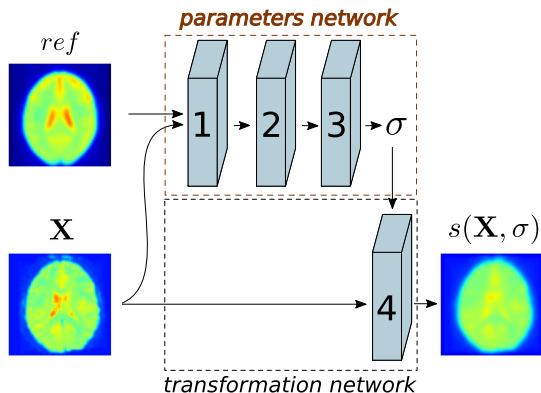 parameters network
ref
1
2
3
σ
X
s(X, σ)
4
transformation network